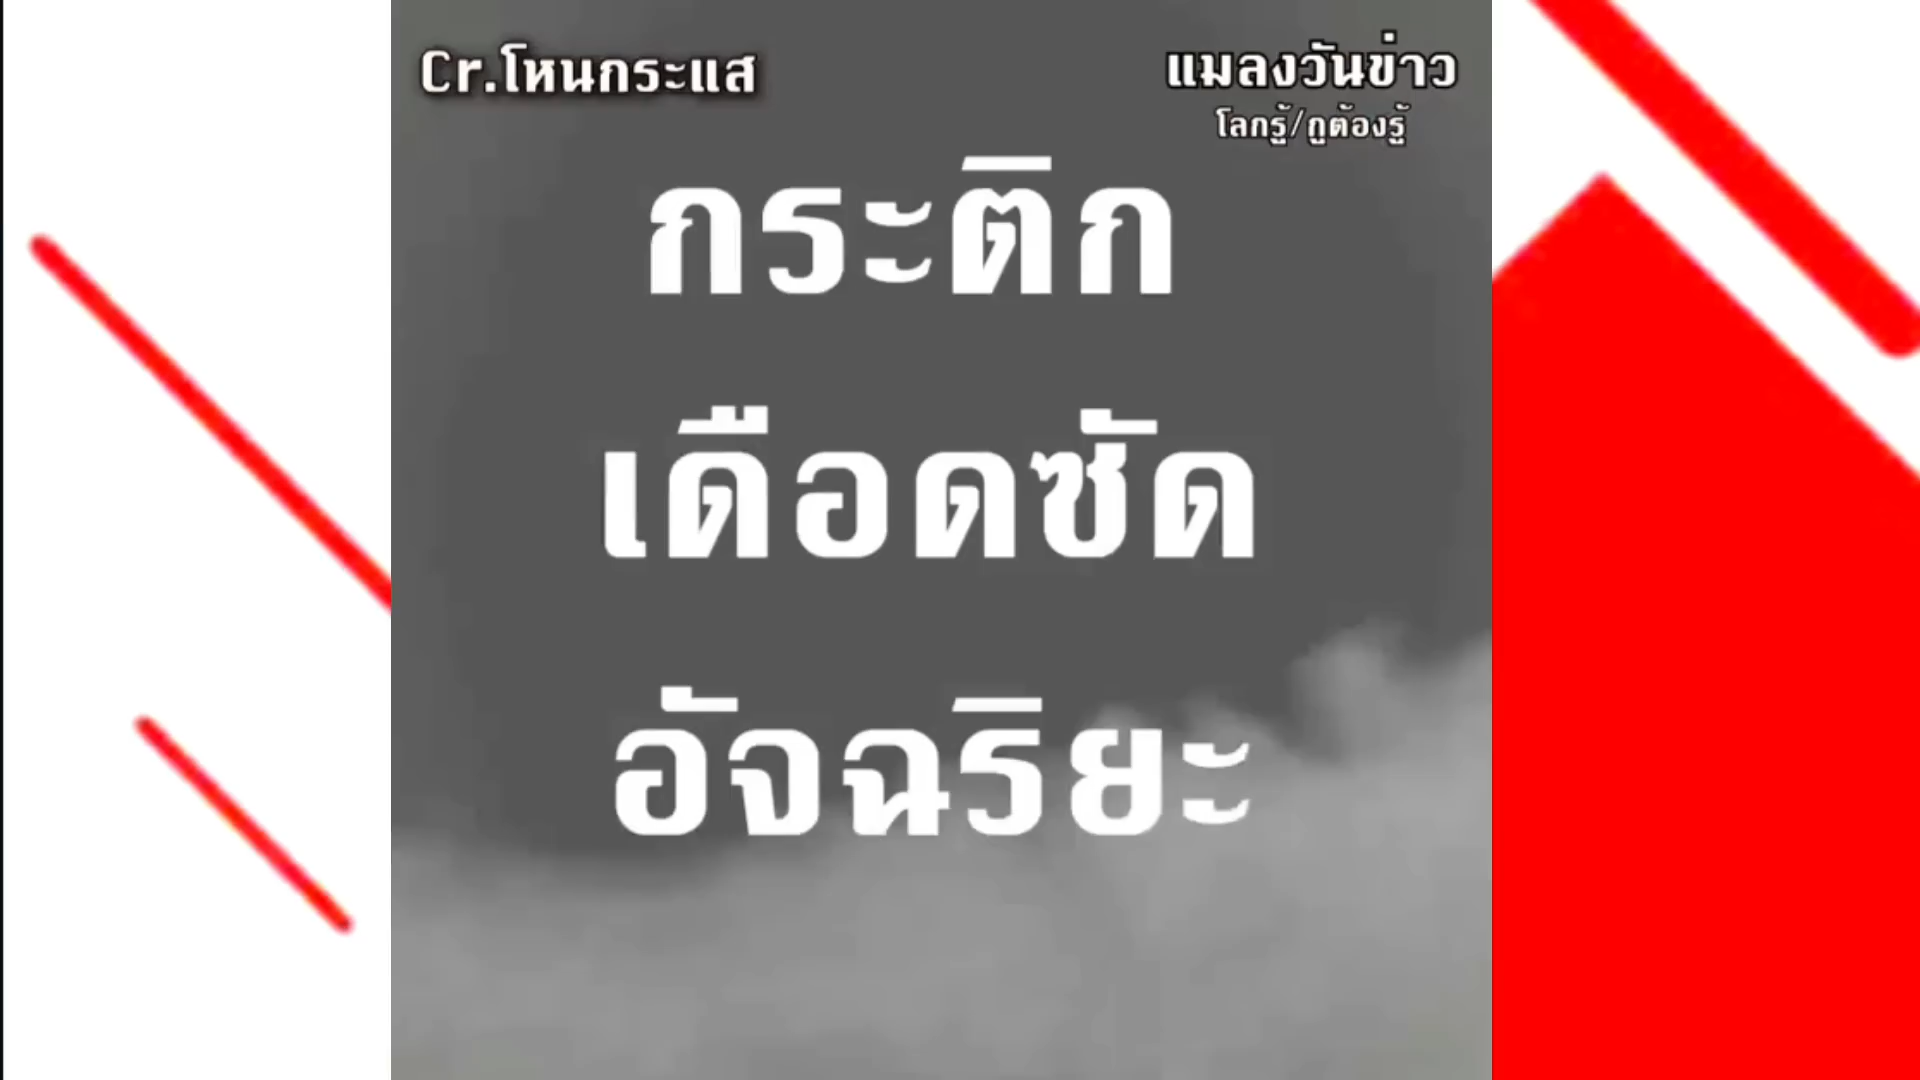 Cr.โหนกระแส
แมลงวันข่าว
โลกรู้/กูต้องรู้
กระติก
เดือดซัด
อัจฉริยะ